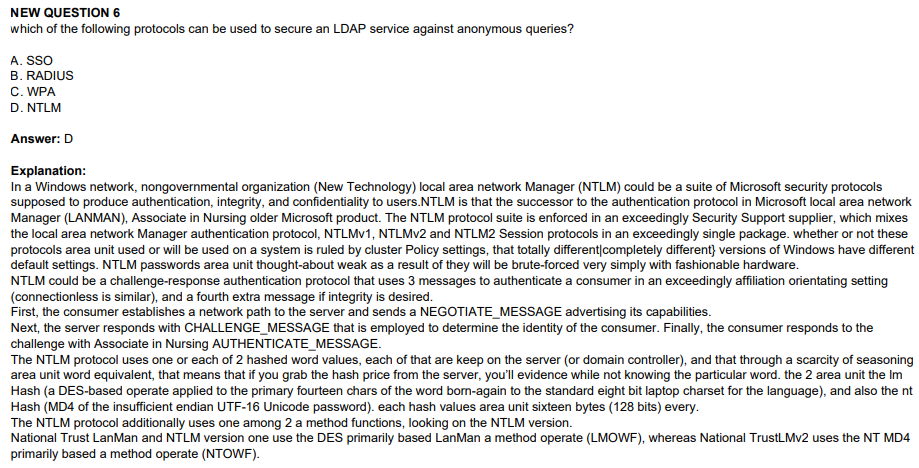 NEW QUESTION 6
which of the following protocols can be used to secure an LDAP service against anonymous queries?
A. SSO
B. RADIUS
C. WPA
D. NTLM
Answer: D
Explanation:
In a Windows network, nongovernmental organization (New Technology) local area network Manager (NTLM) could be a suite of Microsoft security protocols
supposed to produce authentication, integrity, and confidentiality to users.NTLM is that the successor to the authentication protocol in Microsoft local area network
Manager (LANMAN), Associate in Nursing older Microsoft product. The NTLM protocol suite is enforced in an exceedingly Security Support supplier, which mixes
the local area network Manager authentication protocol, NTLMv1, NTLMv2 and NTLM2 Session protocols in an exceedingly single package. whether or not these
protocols area unit used or will be used on a system is ruled by cluster Policy settings, that totally different|completely different} versions of Windows have different
default settings. NTLM passwords area unit thought-about weak as a result of they will be brute-forced very simply with fashionable hardware.
NTLM could be a challenge-response authentication protocol that uses 3 messages to authenticate a consumer in an exceedingly affiliation orientating setting
(connectionless is similar), and a fourth extra message if integrity is desired.
First, the consumer establishes a network path to the server and sends a NEGOTIATE_MESSAGE advertising its capabilities.
Next, the server responds with CHALLENGE_MESSAGE that is employed to determine the identity of the consumer. Finally, the consumer responds to the
challenge with Associate in Nursing AUTHENTICATE_MESSAGE.
The NTLM protocol uses one or each of 2 hashed word values, each of that are keep on the server (or domain controller), and that through a scarcity of seasoning
area unit word equivalent, that means that if you grab the hash price from the server, you'll evidence while not knowing the particular word. the 2 area unit the lm
Hash (a DES-based operate applied to the primary fourteen chars of the word born-again to the standard eight bit laptop charset for the language), and also the nt
Hash (MD4 of the insufficient endian UTF-16 Unicode password). each hash values area unit sixteen bytes (128 bits) every.
The NTLM protocol additionally uses one among 2 a method functions, looking on the NTLM version.
National Trust LanMan and NTLM version one use the DES primarily based LanMan a method operate (LMOWF), whereas National TrustLMv2 uses the NT MD4
primarily based a method operate (NTOWF).